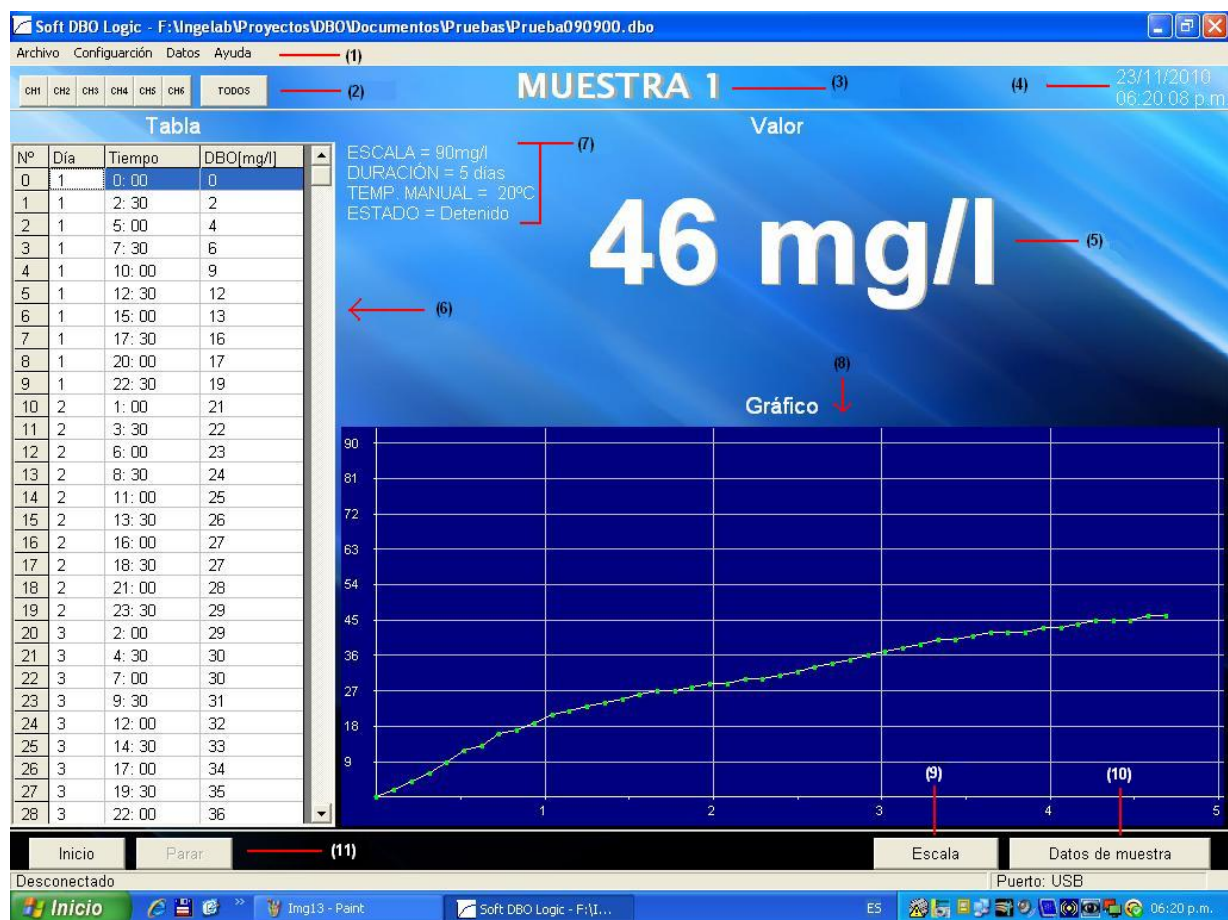 Soft DBO Logic - F:\Ingelab\Proyectos\DBO\Documentos\Pruebas\Prueba090900.dbo
Archivo Configuarción Datos Ayuda (1)
CH1 CH2 CH3 CH4 CH5 CH6 TODOS (2)
MUESTRA 1 (3)
(4) 23/11/2010
06:20:08 p.m
Tabla
Nº Día Tiempo DBO[mg/l]
0 1 0: 00 0
1 1 2: 30 2
2 1 5: 00 4
3 1 7: 30 6
4 1 10: 00 9
5 1 12: 30 12
6 1 15: 00 13
7 1 17: 30 16
8 1 20: 00 17
9 1 22: 30 19
10 2 1: 00 21
11 2 3: 30 22
12 2 6: 00 23
13 2 8: 30 24
14 2 11: 00 25
15 2 13: 30 26
16 2 16: 00 27
17 2 18: 30 27
18 2 21: 00 28
19 2 23: 30 29
20 3 2: 00 29
21 3 4: 30 30
22 3 7: 00 30
23 3 9: 30 31
24 3 12: 00 32
25 3 14: 30 33
26 3 17: 00 34
27 3 19: 30 35
28 3 22: 00 36
(6)
ESCALA = 90mg/l
DURACIÓN = 5 días
TEMP. MANUAL = 20ºC
ESTADO = Detenido
(7)
Valor
46 mg/l (5)
(8)
Gráfico
90
81
72
63
54
45
36
27
18
9
1 2 3 4 5
(9) (10)
Inicio Parar (11) Escala Datos de muestra
Desconectado Puerto: USB
Inicio » Img13 - Paint Soft DBO Logic - F:\I... ES 06:20 p.m.